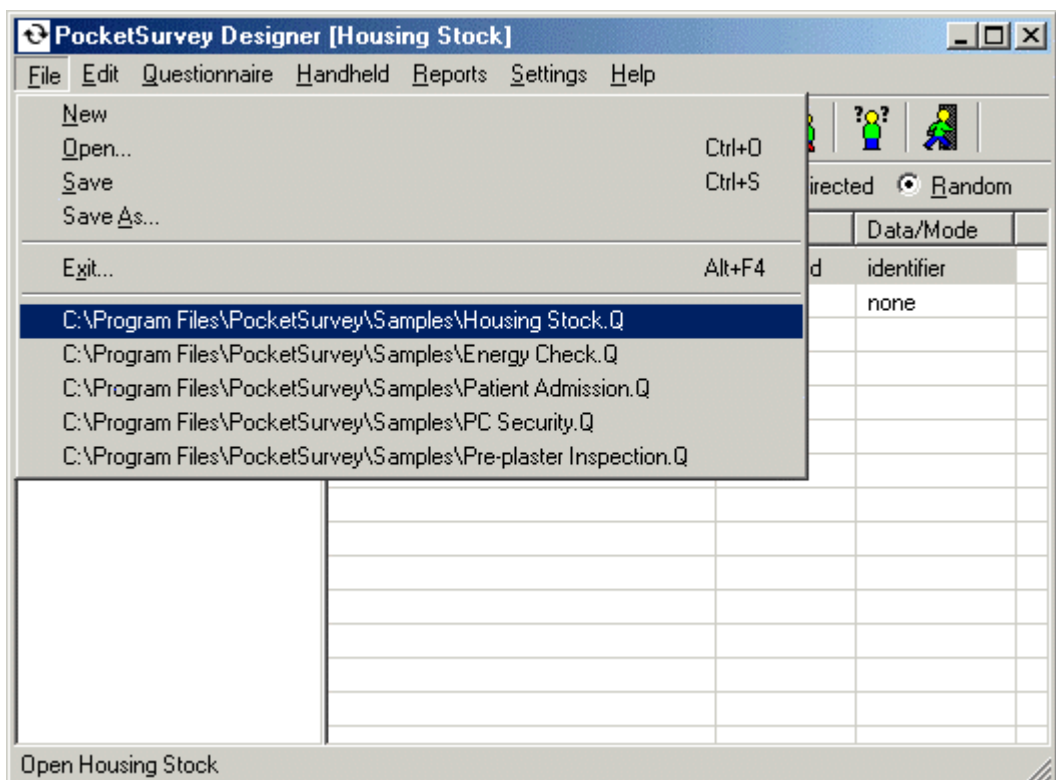 PocketSurvey Designer [Housing Stock]
File Edit Questionnaire Handheld Reports Settings Help
New
Open... Ctrl+O
Save Ctrl+S
Save As...
Exit... Alt+F4
C:\Program Files\PocketSurvey\Samples\Housing Stock.Q
C:\Program Files\PocketSurvey\Samples\Energy Check.Q
C:\Program Files\PocketSurvey\Samples\Patient Admission.Q
C:\Program Files\PocketSurvey\Samples\PC Security.Q
C:\Program Files\PocketSurvey\Samples\Pre-plaster Inspection.Q
?? 
irected Random
Data/Mode
d identifier
none
Open Housing Stock